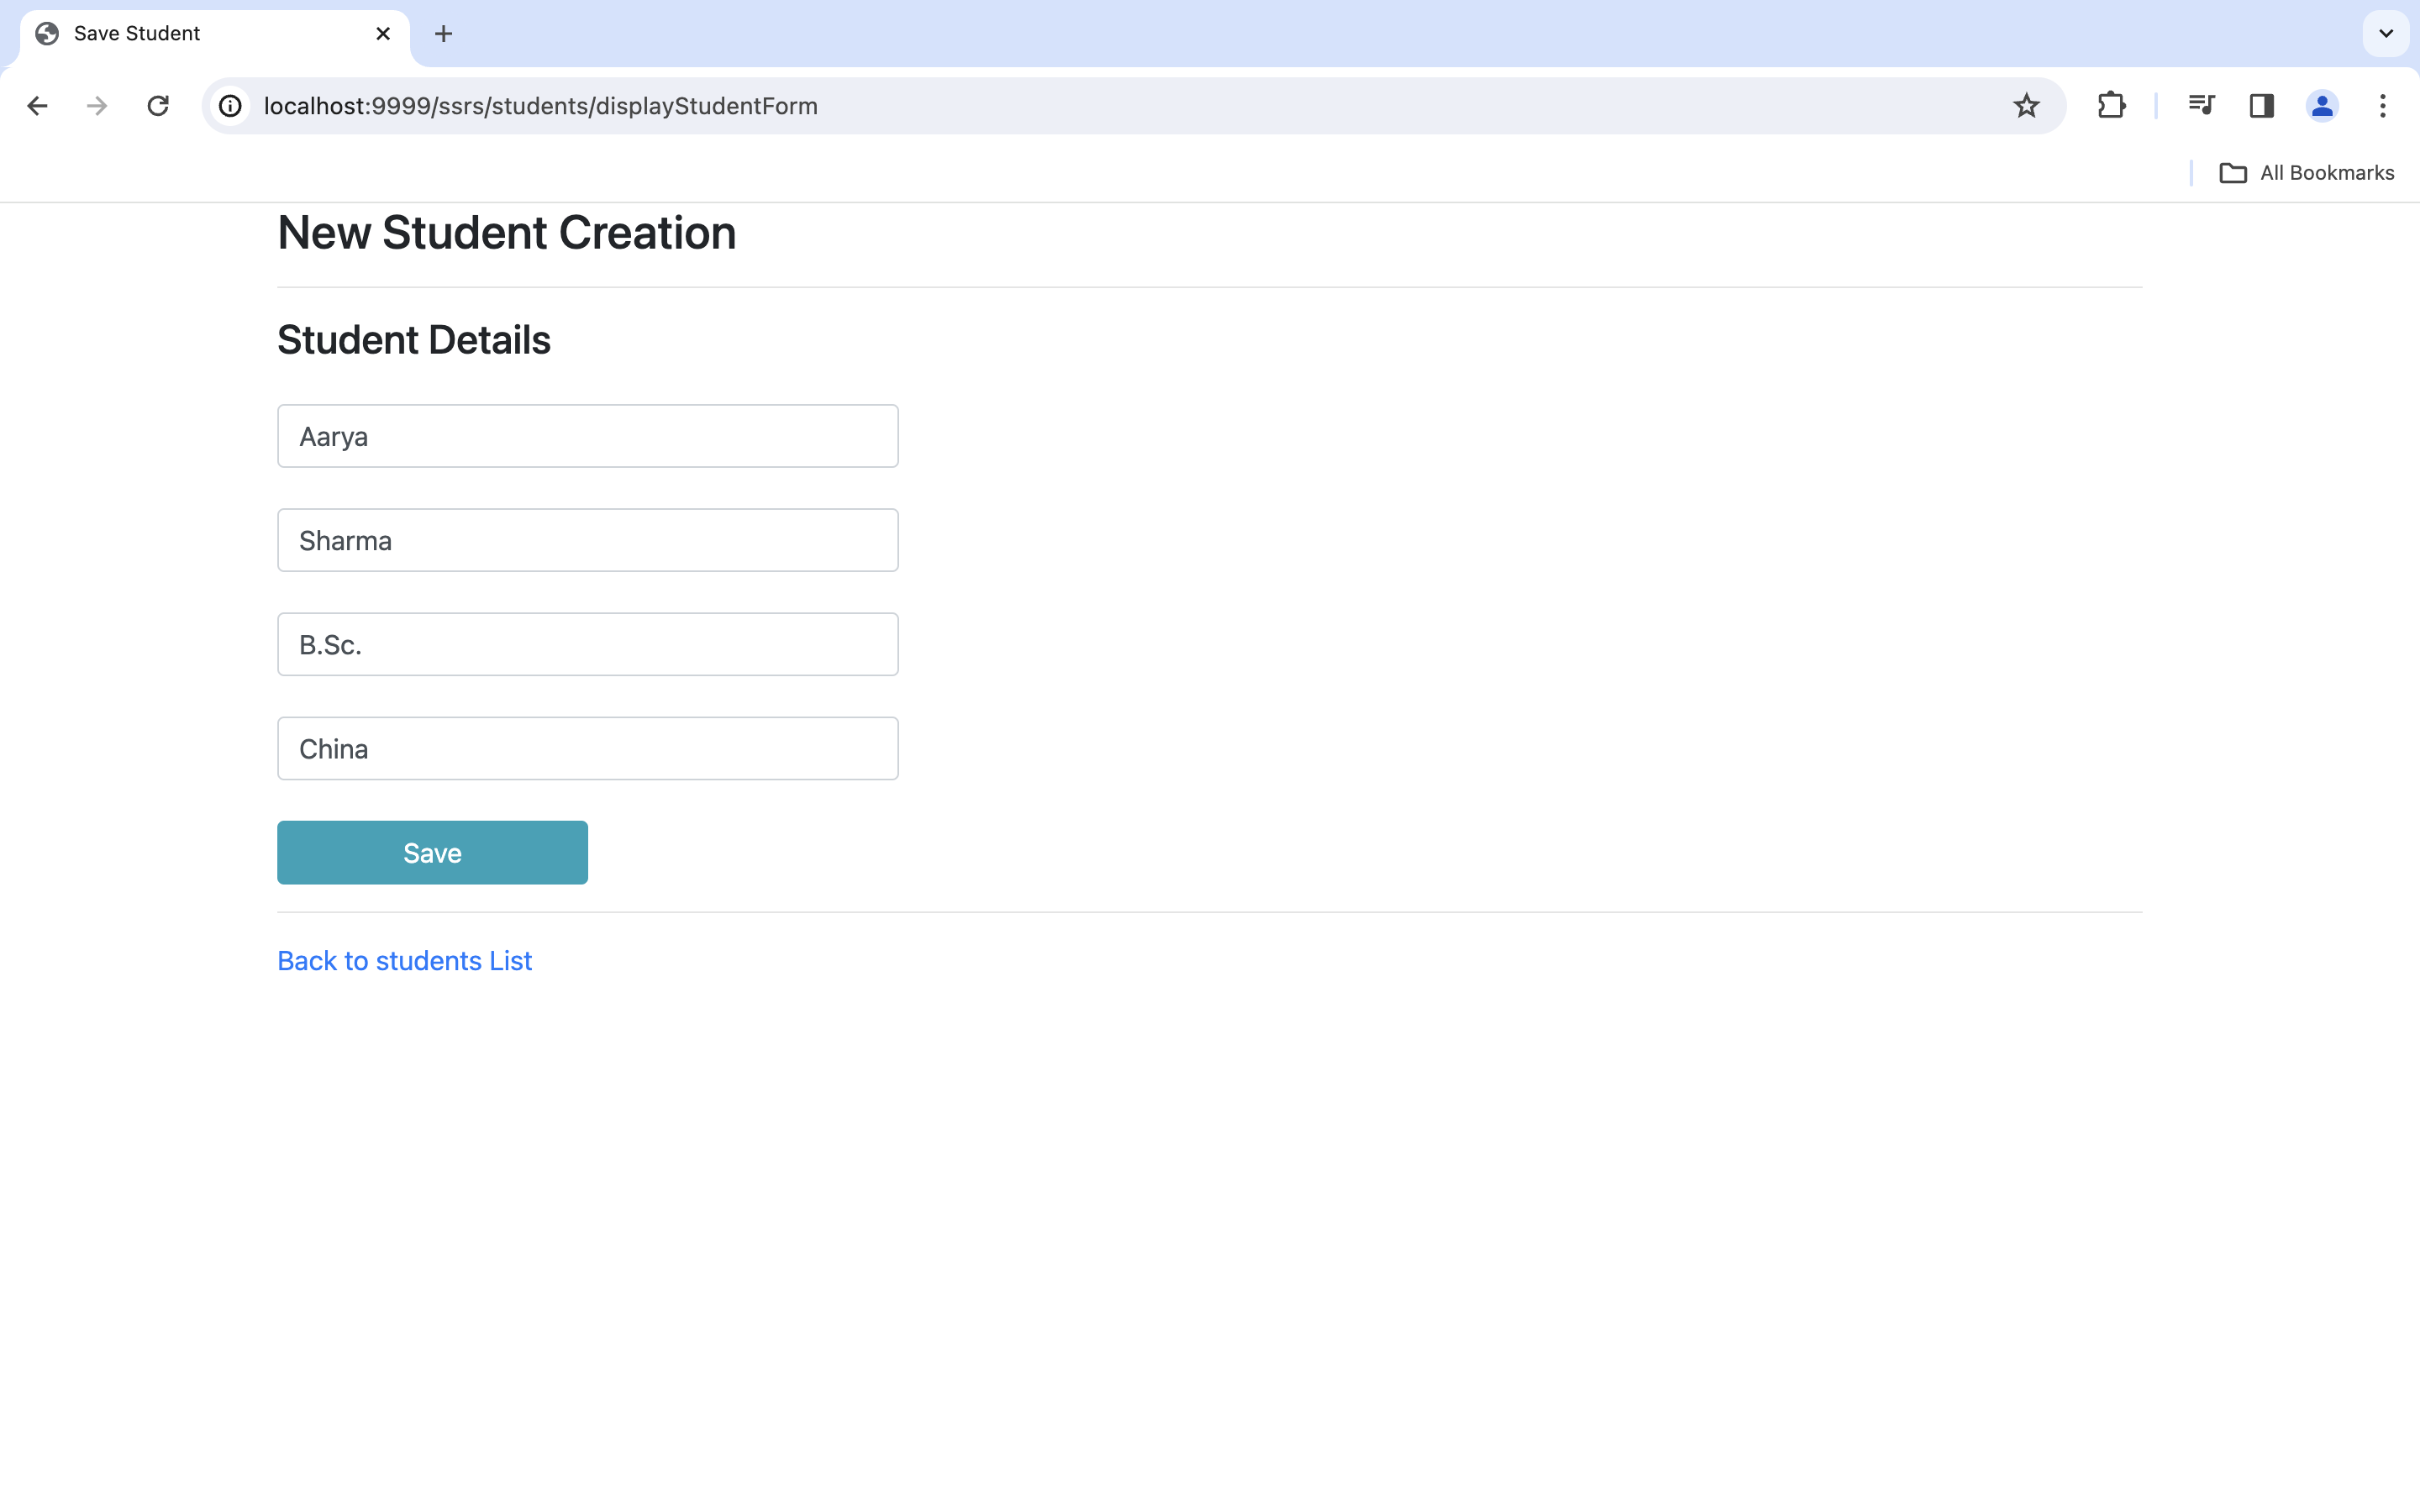 Save Student
localhost:9999/ssrs/students/displayStudentForm
All Bookmarks
New Student Creation
Student Details
Aarya
Sharma
B.Sc.
China
Save
Back to students List